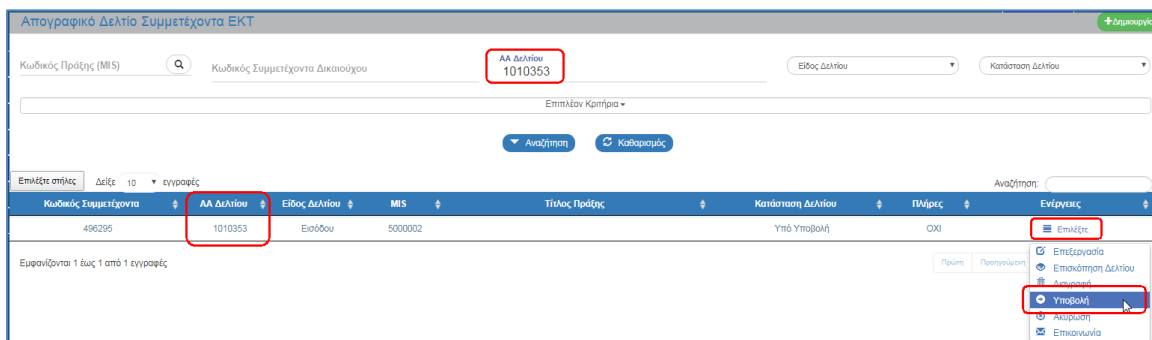 Απογραφικό Δελτίο Συμμετέχοντα ΕΚΤ
+Δημιουργία
Κωδικός Πράξης (MIS)
Κωδικός Συμμετέχοντα Δικαιούχου
ΑΑ Δελτίου
1010353
Είδος Δελτίου
Κατάσταση Δελτίου
Επιπλέον Κριτήρια
Αναζήτηση Καθαρισμός
Επιλέξτε στήλες Δείξε 10 εγγραφές Αναζήτηση:
Κωδικός Συμμετέχοντα ΑΑ Δελτίου Είδος Δελτίου MIS Τίτλος Πράξης Κατάσταση Δελτίου Πλήρες Ενέργειες
496295 1010353 Εισόδου 5000002 Υπό Υποβολή ΟΧΙ Επιλέξτε
Εμφανίζονται 1 έως 1 από 1 εγγραφές Πρώτη Προηγούμενη
Επεξεργασία
Επισκόπηση Δελτίου
Διαγραφή
Υποβολή
Ακύρωση
Επικοινωνία